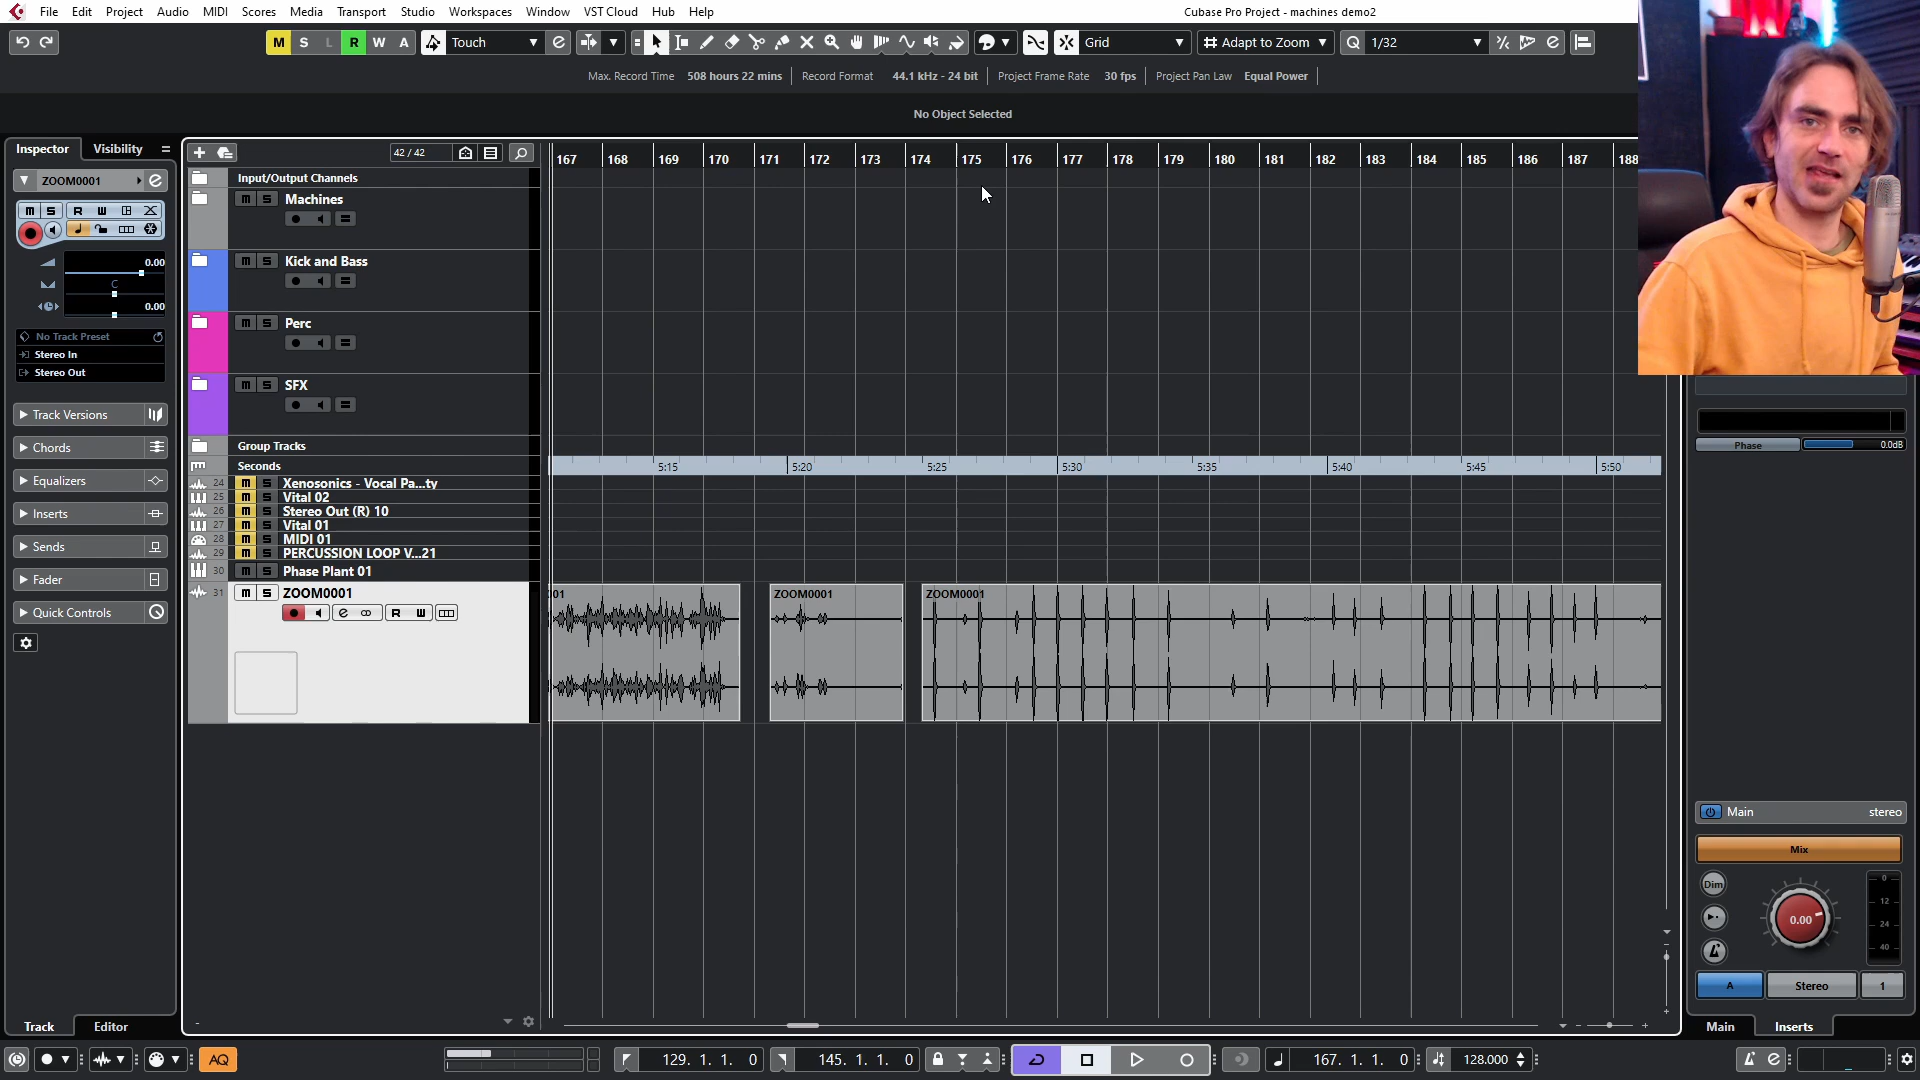 File Edit Project Audio MIDI Scores Media Transport Studio Workspaces Window VST Cloud Hub Help Cubase Pro Project - machines demo2
M S L R W A Touch Grid Adapt to Zoom Q 1/32
Max. Record Time 508 hours 22 mins Record Format 44.1 kHz - 24 bit Project Frame Rate 30 fps Project Pan Law Equal Power
No Object Selected
Inspector Visibility 42 / 42
167 168 169 170 171 172 173 174 175 176 177 178 179 180 181 182 183 184 185 186 187 188
ZOOM0001
M S R W
0.00
C
0.00
No Track Preset
Stereo In
Stereo Out
Track Versions
Chords
Equalizers
Inserts
Sends
Fader
Quick Controls
Input/Output Channels
m S Machines
m S Kick and Bass
m S Perc
m S SFX
Group Tracks
Seconds 5:15 5:20 5:25 5:30 5:35 5:40 5:45 5:50
24 m S Xenosonics - Vocal Pa...ty
25 m S Vital 02
26 m S Stereo Out (R) 10
27 m S Vital 01
28 m S MIDI 01
29 m S PERCUSSION LOOP V...21
30 m S Phase Plant 01
31 m S ZOOM0001 01 ZOOM0001 ZOOM0001
e R W
Phase 0.0dB
Main stereo
Mix
Dim
0.00
0
12
24
40
A Stereo 1
Track Editor Main Inserts
AQ 129. 1. 1. 0 145. 1. 1. 0 167. 1. 1. 0 128.000